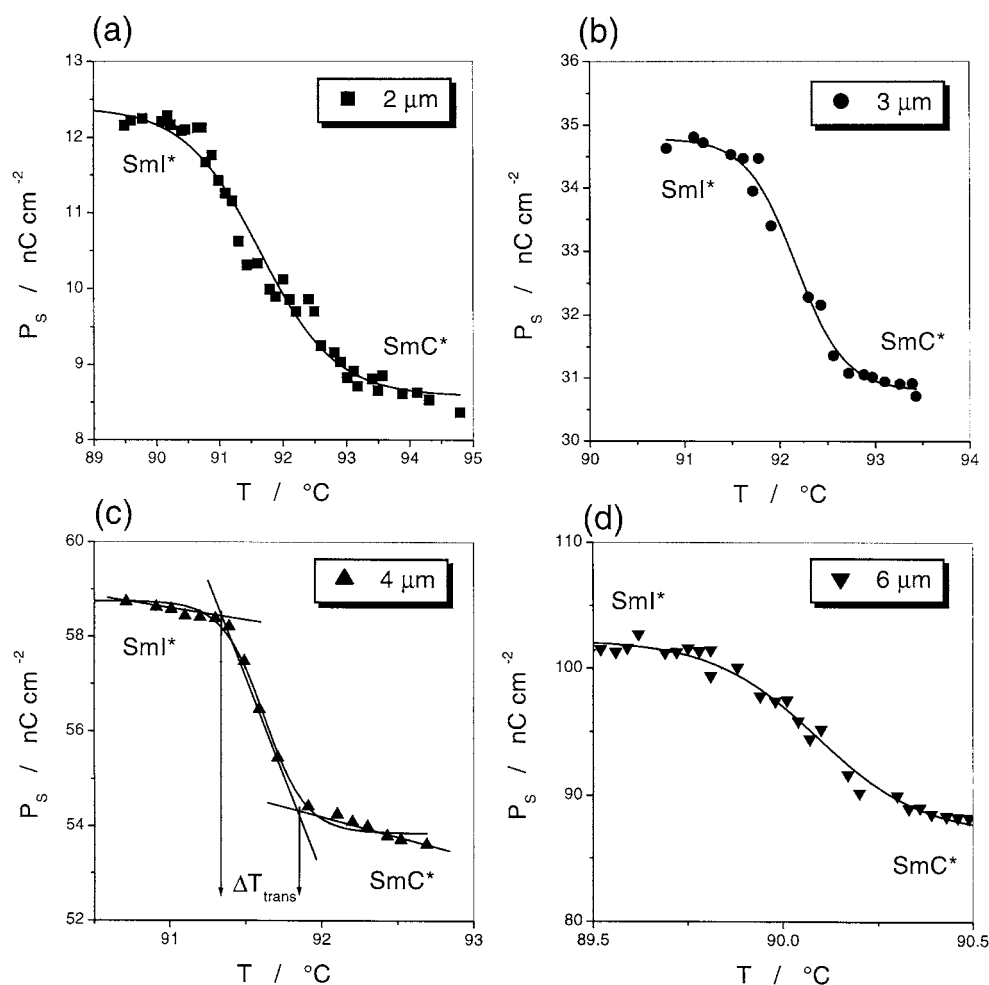 (a)
2 μm
SmI*
SmC*
13
12
11
10
9
8
89 90 91 92 93 94 95
P_S / nC cm⁻²
T / °C
(b)
3 μm
SmI*
SmC*
36
35
34
33
32
31
30
90 91 92 93 94
P_S / nC cm⁻²
T / °C
(c)
4 μm
SmI*
SmC*
ΔT_trans
60
58
56
54
52
91 92 93
P_S / nC cm⁻²
T / °C
(d)
6 μm
SmI*
SmC*
110
100
90
80
89.5 90.0 90.5
P_S / nC cm⁻²
T / °C